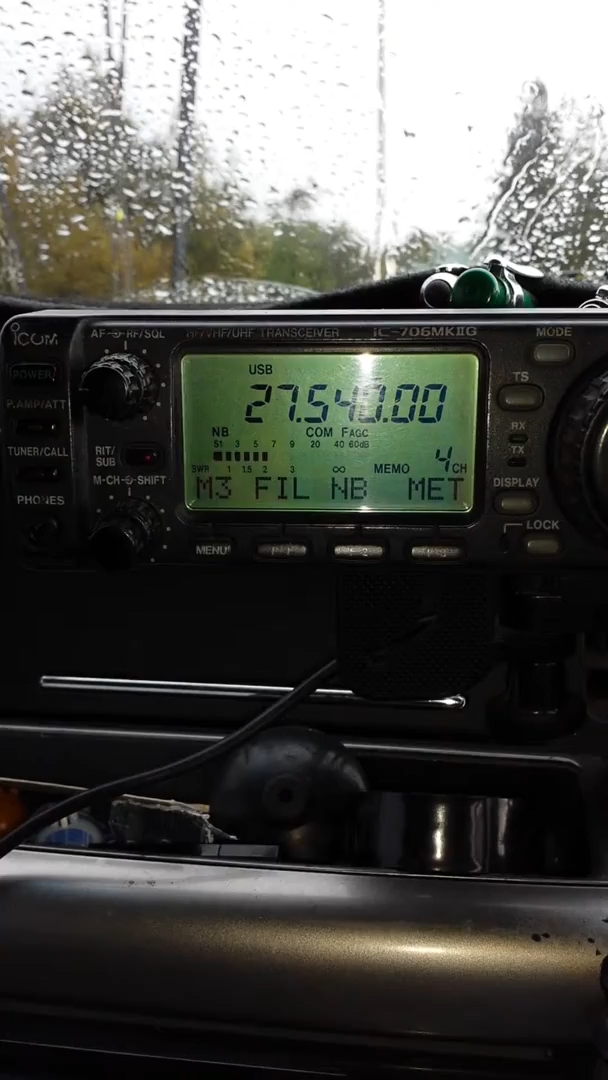 iCOM
AF RF/SQL
HF/VHF/UHF TRANSCEIVER
iC-706MKIIG
MODE
POWER
USB
27.540.00
TS
P.AMP/ATT
NB
COM FAGC
S1 3 5 7 9 20 40 60dB
RX
TX
TUNER/CALL
RIT/
SUB
SWR 1 1.5 2 3 ∞ MEMO 4CH
M-CH SHIFT
M3 FIL NB MET
DISPLAY
PHONES
LOCK
MENU